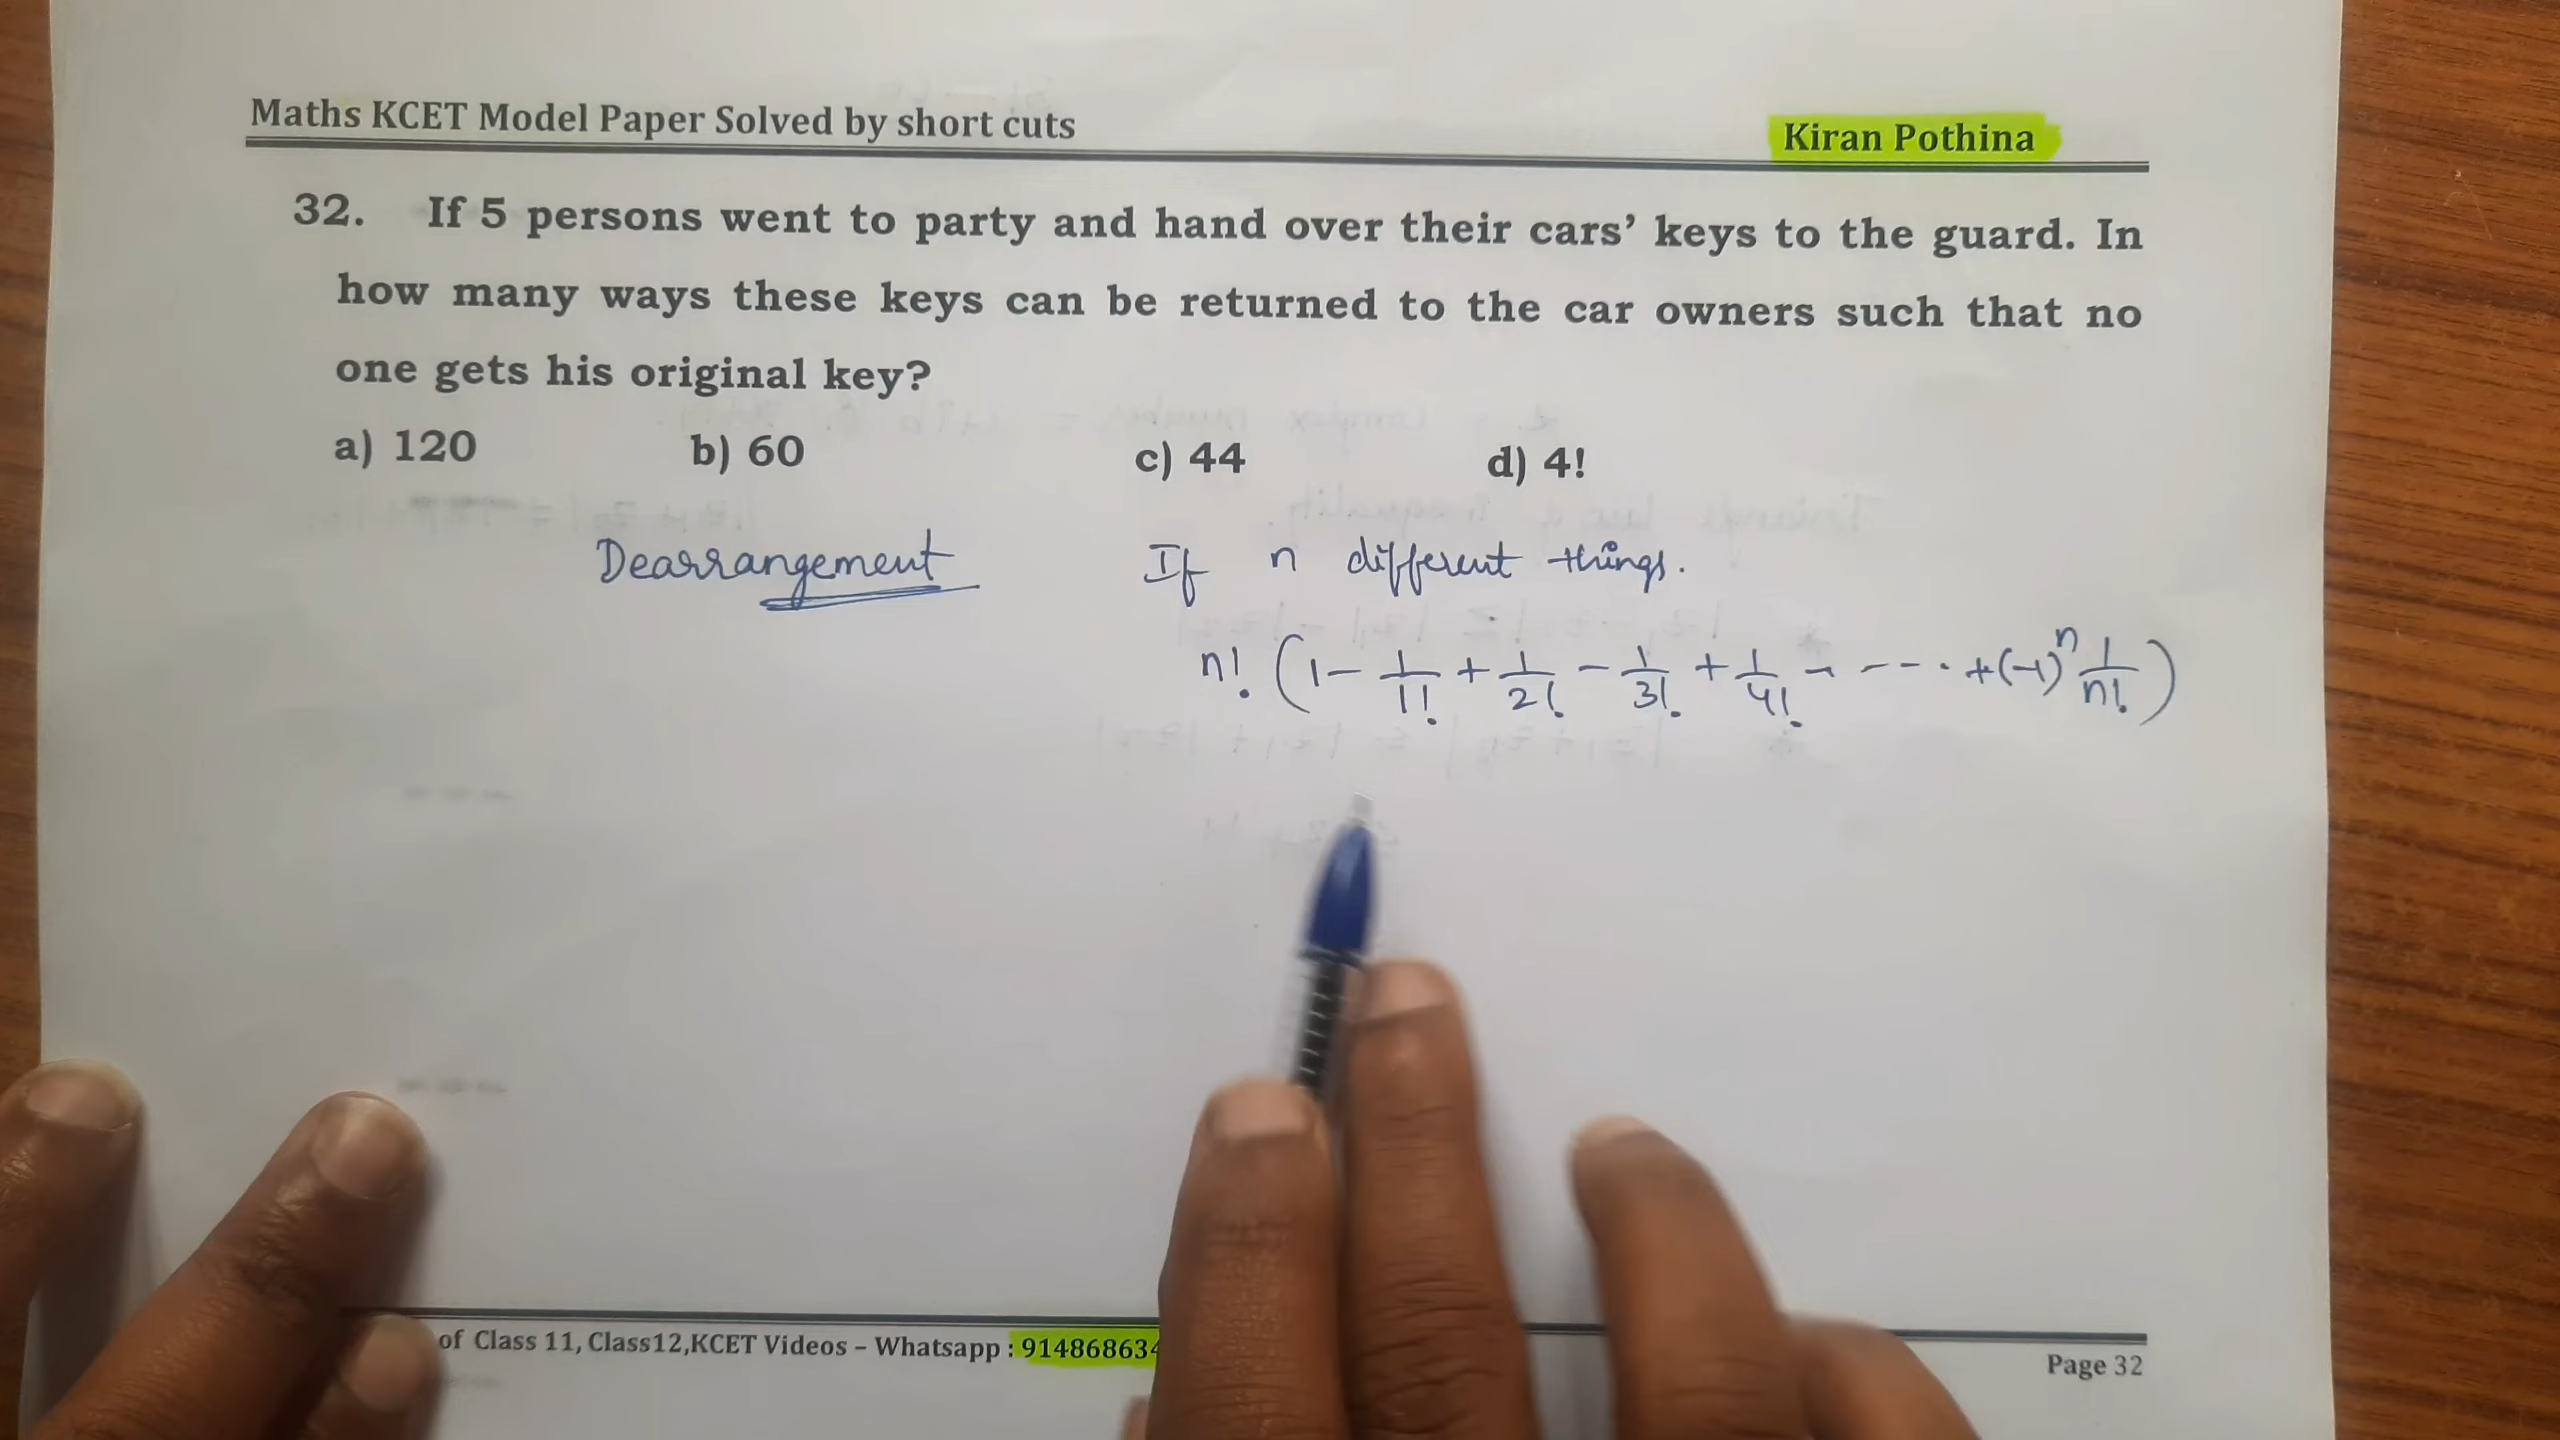 Maths KCET Model Paper Solved by short cuts
Kiran Pothina
32. If 5 persons went to party and hand over their cars' keys to the guard. In
how many ways these keys can be returned to the car owners such that no
one gets his original key?
a) 120 b) 60 c) 44 d) 4!
Dearrangement
If n different things.
n! (1 - 1/1! + 1/2! - 1/3! + 1/4! - ---- + (-1)^n 1/n!)
of Class 11, Class12,KCET Videos – Whatsapp : 91486863
Page 32